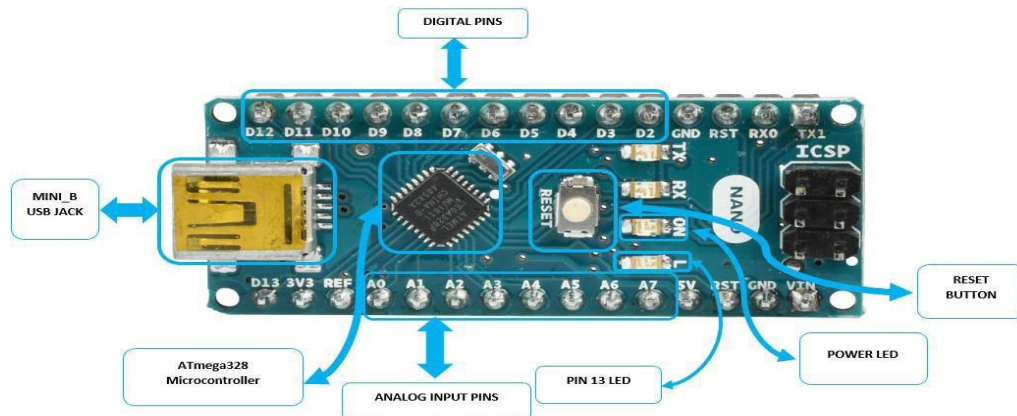 DIGITAL PINS
D12 D11 D10 D9 D8 D7 D6 D5 D4 D3 D2 GND RST RX0 TX1
ICSP
TX
RX
ON
L
RESET
NANO
MINI_B
USB JACK
D13 3V3 REF A0 A1 A2 A3 A4 A5 A6 A7 5V RST GND VIN
RESET
BUTTON
ATmega328
Microcontroller
POWER LED
PIN 13 LED
ANALOG INPUT PINS